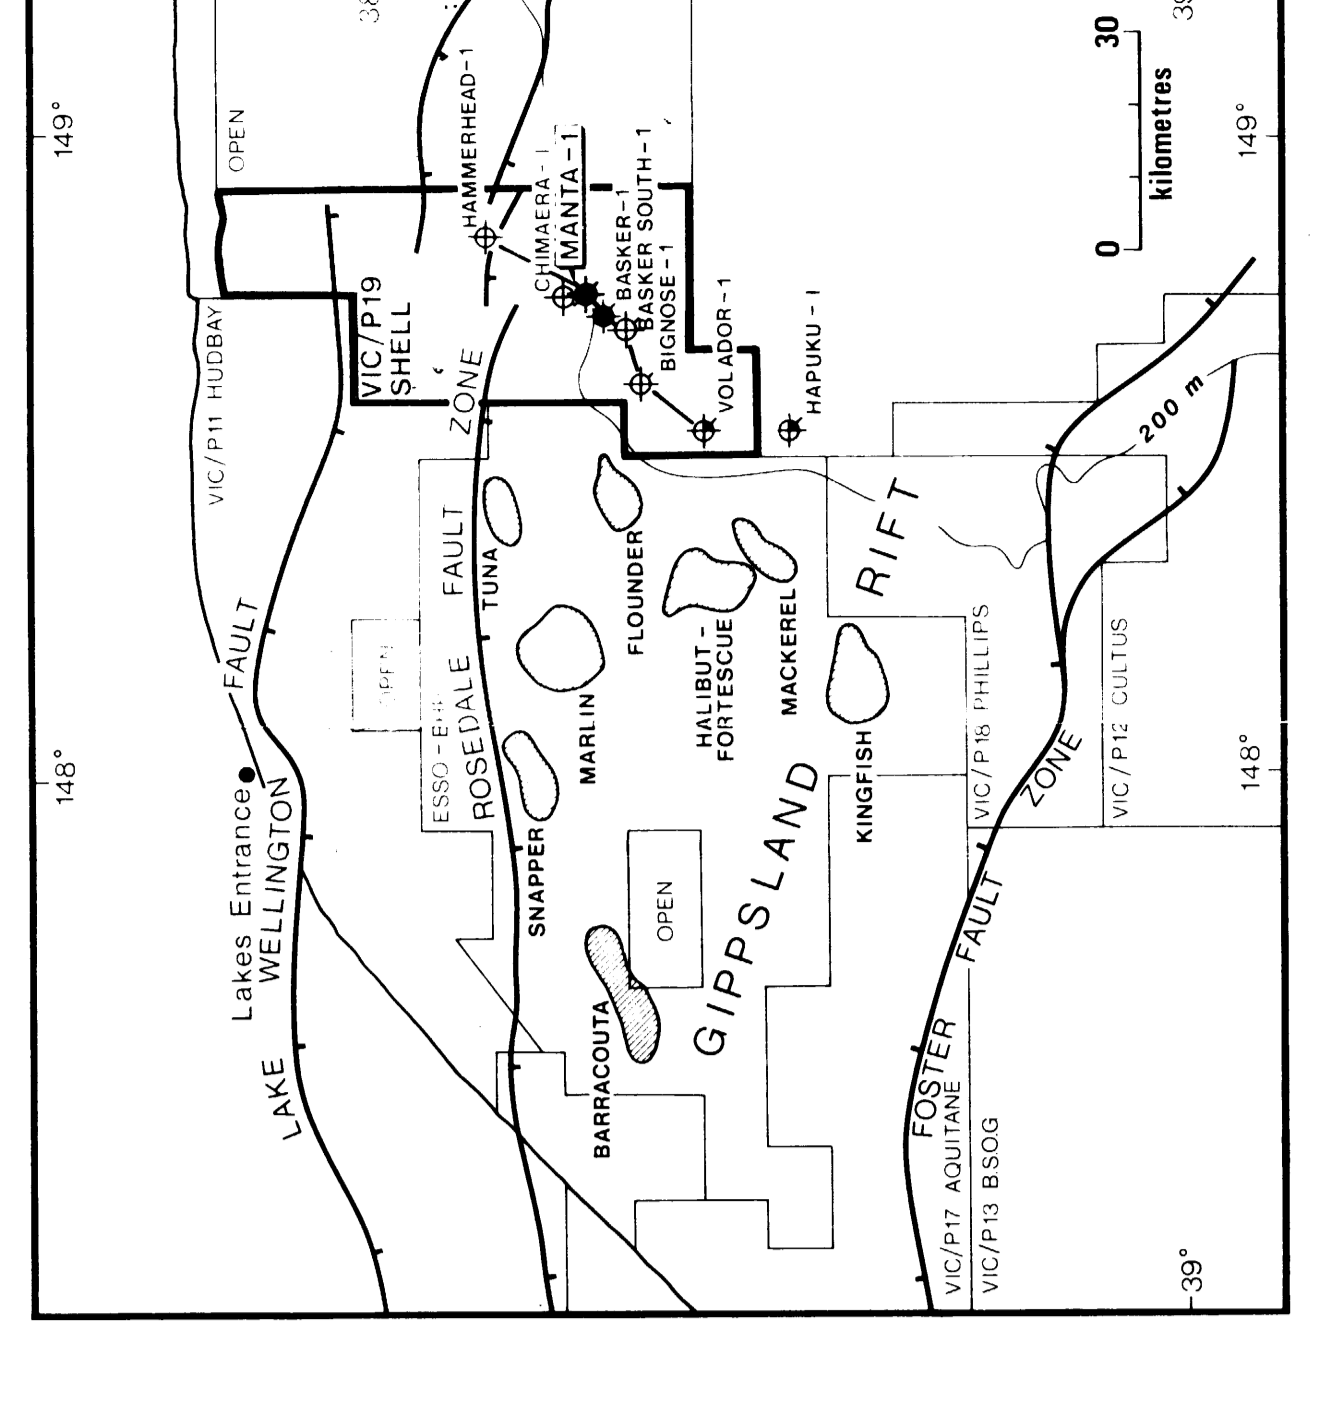 149°
148°
OPEN
VIC/P11 HUDBAY
HAMMERHEAD-1
CHIMAERA-1
MANTA-1
BASKER-1
BASKER SOUTH-1
BIGNOSE-1
VOLADOR-1
HAPUKU-1
VIC/P19
SHELL
Lakes Entrance
LAKE WELLINGTON FAULT
OPEN
ROSEDALE FAULT ZONE
TUNA
FLOUNDER
MARLIN
SNAPPER
HALIBUT-
FORTESCUE
MACKEREL
KINGFISH
BARRACOUTA
OPEN
GIPPSLAND RIFT
FOSTER FAULT ZONE
200 m
VIC/P18 PHILLIPS
VIC/P12 CULTUS
VIC/P17 AQUITANE
VIC/P13 B.S.O.G
0 30
kilometres
149°
148°
39°